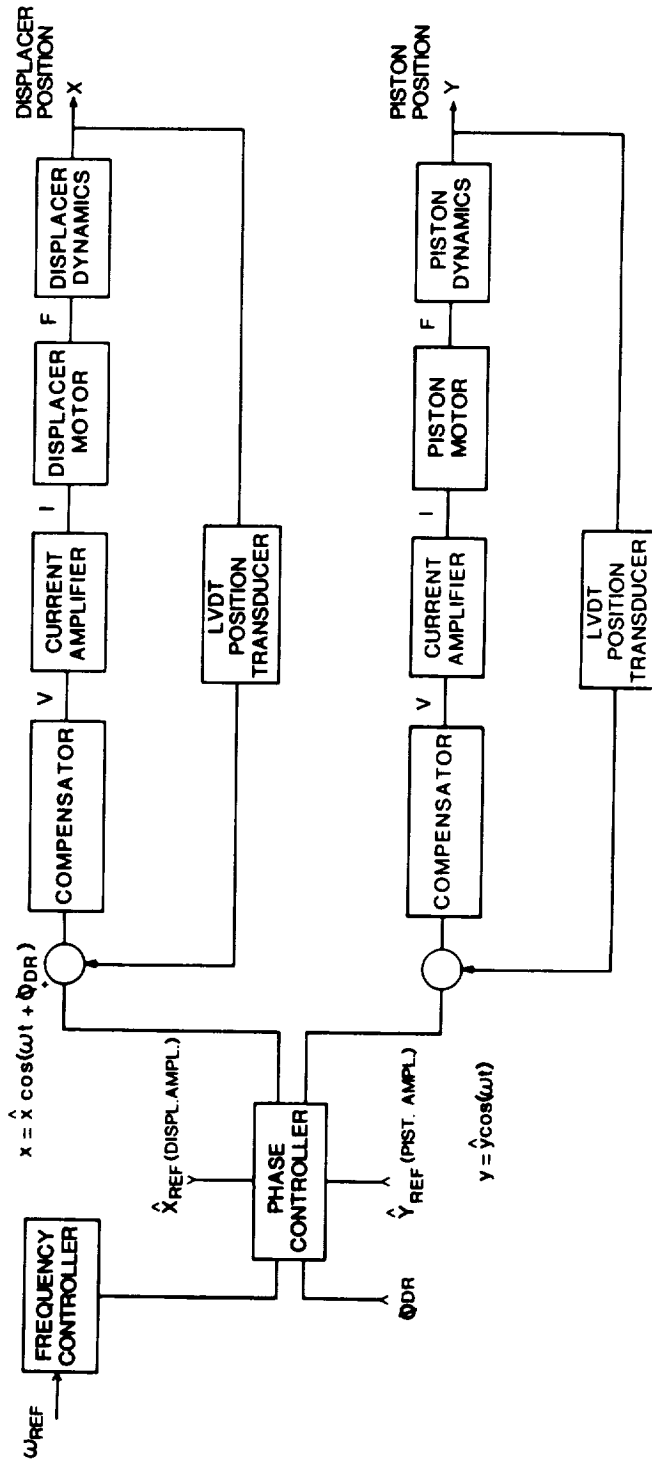 ωREF
FREQUENCY
CONTROLLER
x = x̂ cos(ωt + ΦDR)
X̂REF (DISPL. AMPL.)
PHASE
CONTROLLER
ŶREF (PIST. AMPL.)
ΦDR
y = ŷcos(ωt)
COMPENSATOR
V
CURRENT
AMPLIFIER
I
DISPLACER
MOTOR
F
DISPLACER
DYNAMICS
DISPLACER
POSITION
X
LVDT
POSITION
TRANSDUCER
COMPENSATOR
V
CURRENT
AMPLIFIER
I
PISTON
MOTOR
F
PISTON
DYNAMICS
PISTON
POSITION
Y
LVDT
POSITION
TRANSDUCER